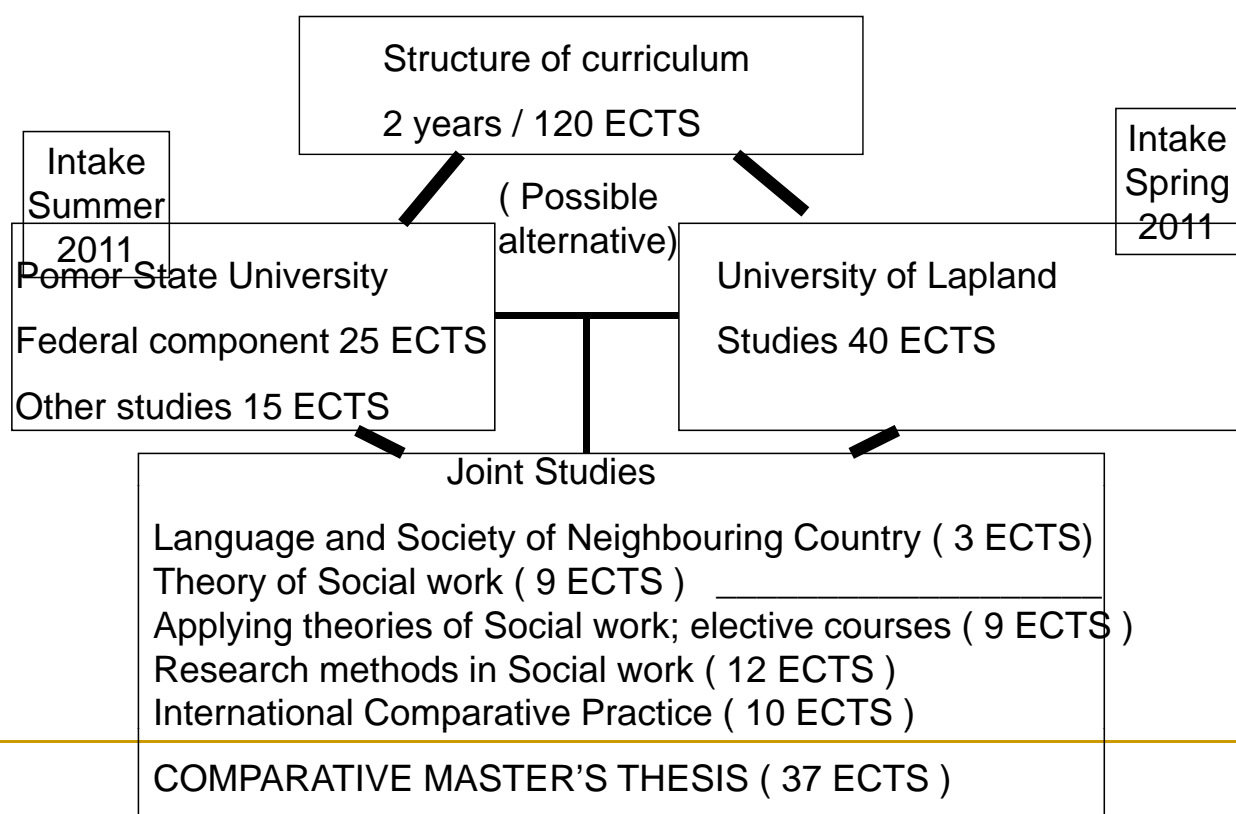 Structure of curriculum
2 years / 120 ECTS
Intake
Summer
2011
( Possible
alternative)
Intake
Spring
2011
Pomor State University
Federal component 25 ECTS
Other studies 15 ECTS
University of Lapland
Studies 40 ECTS
Joint Studies
Language and Society of Neighbouring Country ( 3 ECTS)
Theory of Social work ( 9 ECTS ) ___________________
Applying theories of Social work; elective courses ( 9 ECTS )
Research methods in Social work ( 12 ECTS )
International Comparative Practice ( 10 ECTS )
COMPARATIVE MASTER’S THESIS ( 37 ECTS )